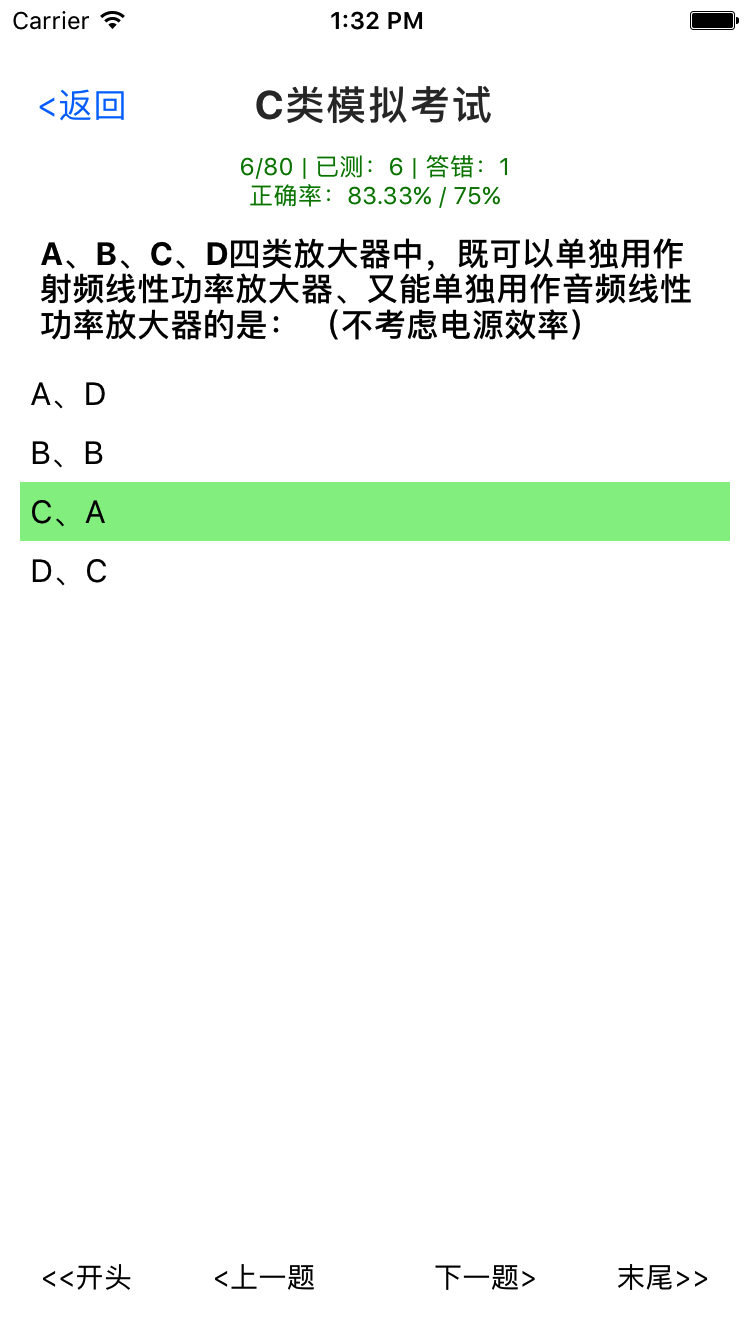 Carrier 1:32 PM
<返回 C类模拟考试
6/80 | 已测：6 | 答错：1
正确率：83.33% / 75%
A、B、C、D四类放大器中，既可以单独用作
射频线性功率放大器、又能单独用作音频线性
功率放大器的是：（不考虑电源效率）
A、D
B、B
C、A
D、C
<<开头 <上一题 下一题> 末尾>>